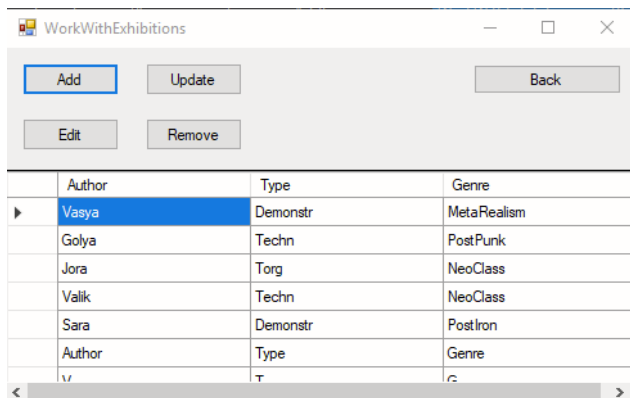 WorkWithExhibitions
Add Update Back
Edit Remove
Author Type Genre
Vasya Demonstr MetaRealism
Golya Techn PostPunk
Jora Torg NeoClass
Valik Techn NeoClass
Sara Demonstr PostIron
Author Type Genre